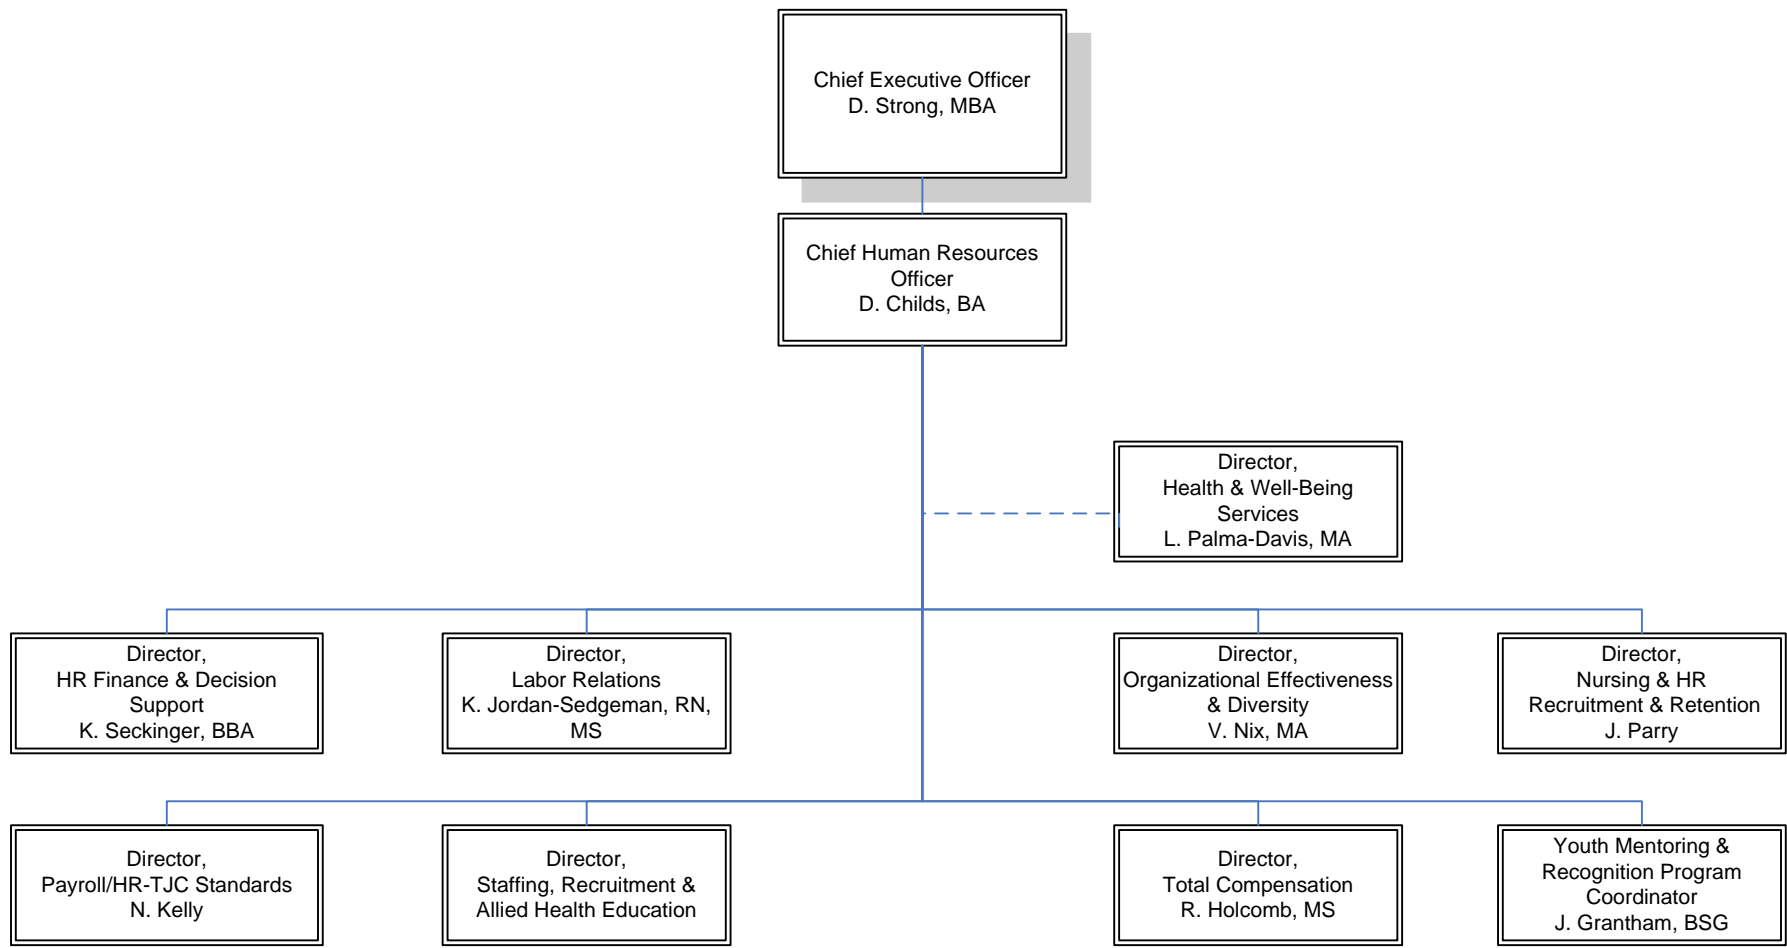 Chief Executive Officer
D. Strong, MBA
Chief Human Resources
Officer
D. Childs, BA
Director,
Health & Well-Being
Services
L. Palma-Davis, MA
Director,
HR Finance & Decision
Support
K. Seckinger, BBA
Director,
Labor Relations
K. Jordan-Sedgeman, RN,
MS
Director,
Organizational Effectiveness
& Diversity
V. Nix, MA
Director,
Nursing & HR
Recruitment & Retention
J. Parry
Director,
Payroll/HR-TJC Standards
N. Kelly
Director,
Staffing, Recruitment &
Allied Health Education
Director,
Total Compensation
R. Holcomb, MS
Youth Mentoring &
Recognition Program
Coordinator
J. Grantham, BSG